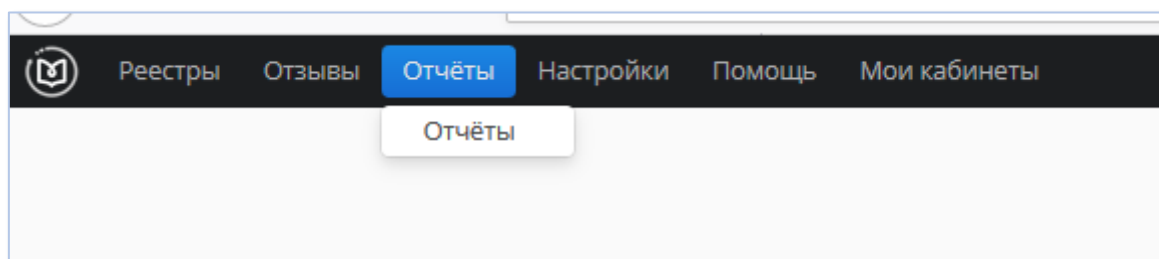 Реестры Отзывы Отчёты Настройки Помощь Мои кабинеты
Отчёты